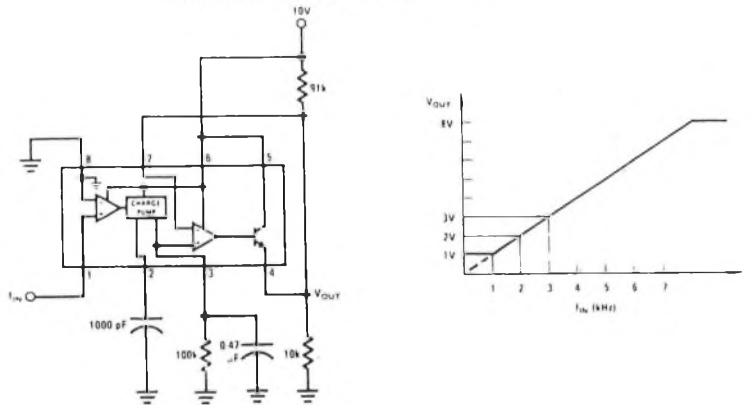 10V
91k
8
7
6
5
CHARGE
PUMP
1
2
3
4
fIN
VOUT
1000 pF
100k
0.47
µF
10k
VOUT
8V
3V
2V
1V
1
2
3
4
5
6
7
fIN (kHz)